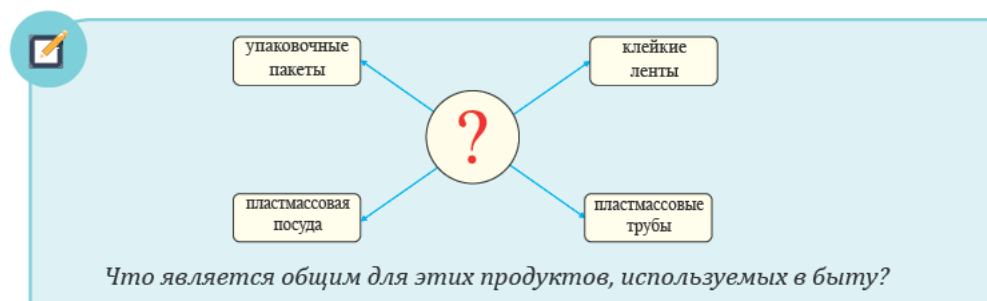 упаковочные
пакеты
клейкие
ленты
?
пластмассовая
посуда
пластмассовые
трубы
Что является общим для этих продуктов, используемых в быту?